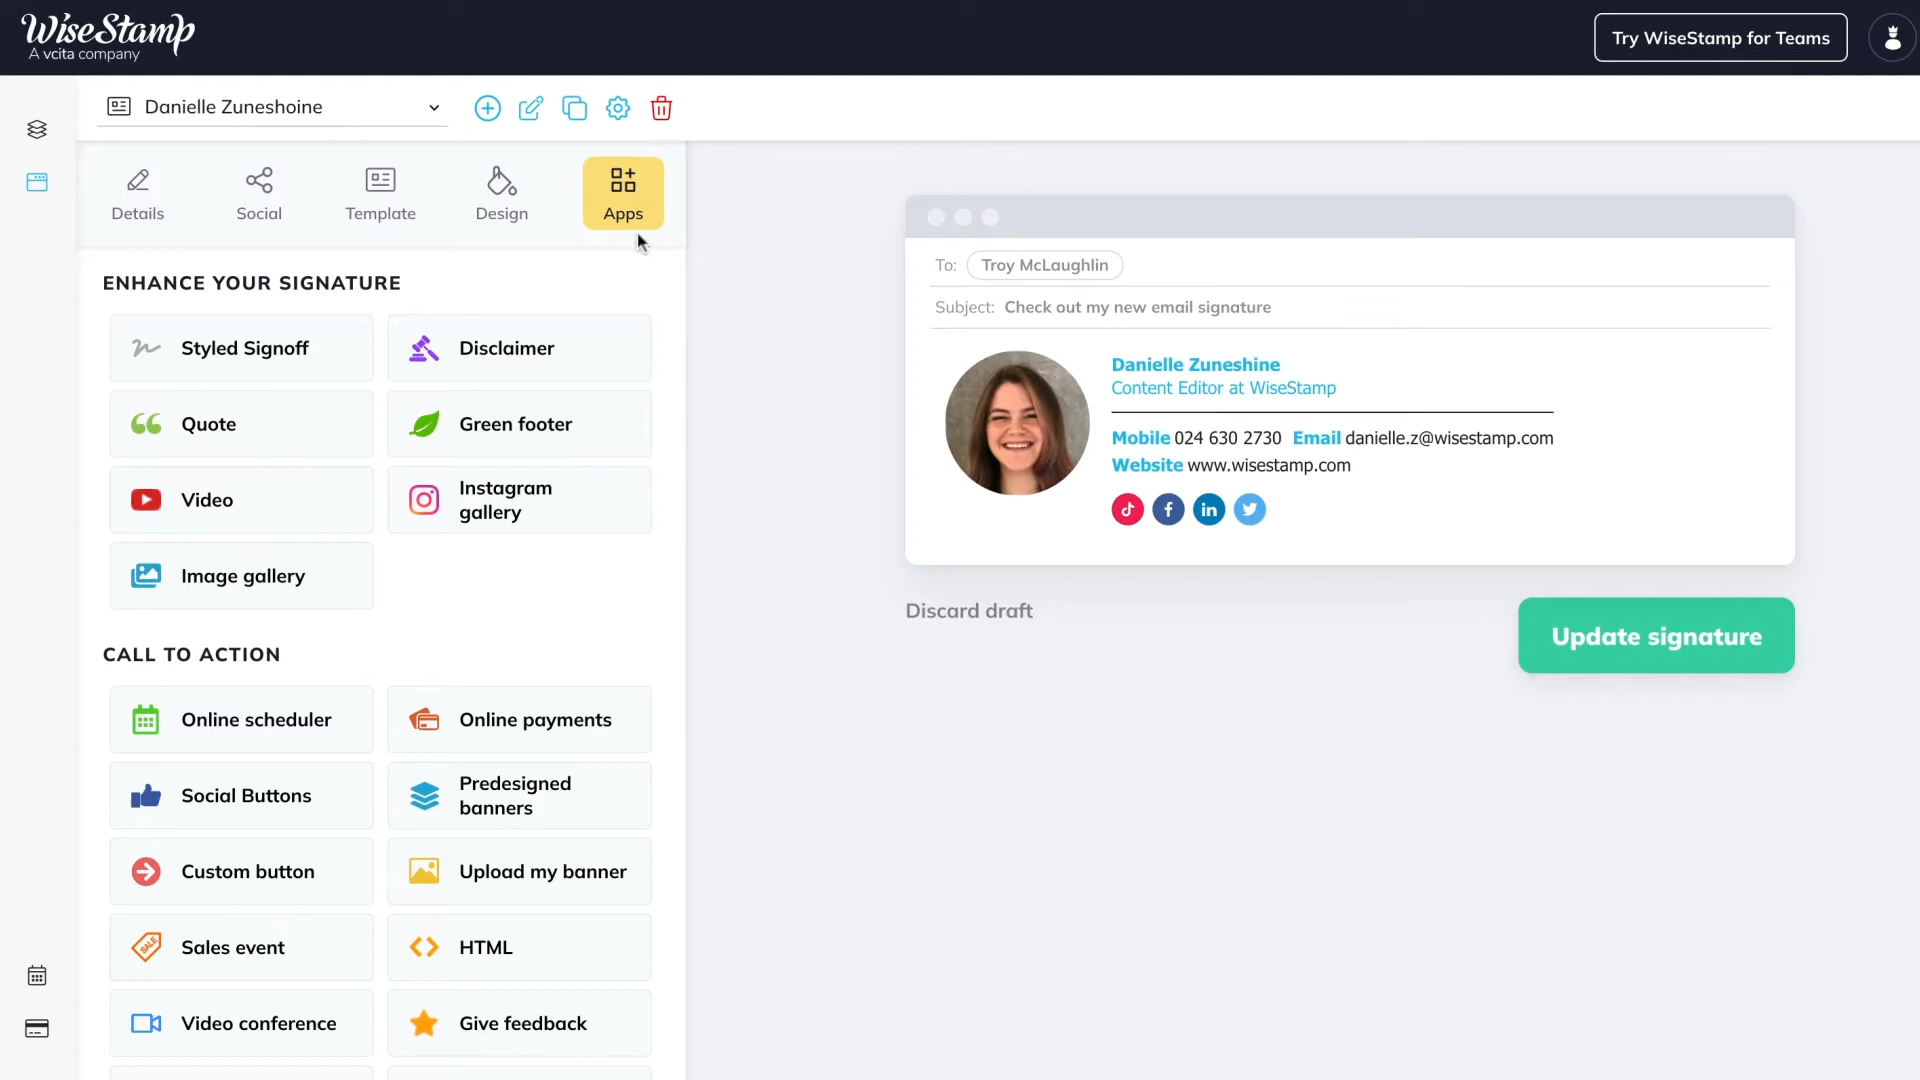 WiseStamp
A vcita company
Try WiseStamp for Teams
Danielle Zuneshoine
Details
Social
Template
Design
Apps
ENHANCE YOUR SIGNATURE
Styled Signoff
Disclaimer
Quote
Green footer
Video
Instagram
gallery
Image gallery
CALL TO ACTION
Online scheduler
Online payments
Social Buttons
Predesigned
banners
Custom button
Upload my banner
SALE
Sales event
HTML
Video conference
Give feedback
To: Troy McLaughlin
Subject: Check out my new email signature
Danielle Zuneshine
Content Editor at WiseStamp
Mobile 024 630 2730 Email danielle.z@wisestamp.com
Website www.wisestamp.com
Discard draft
Update signature